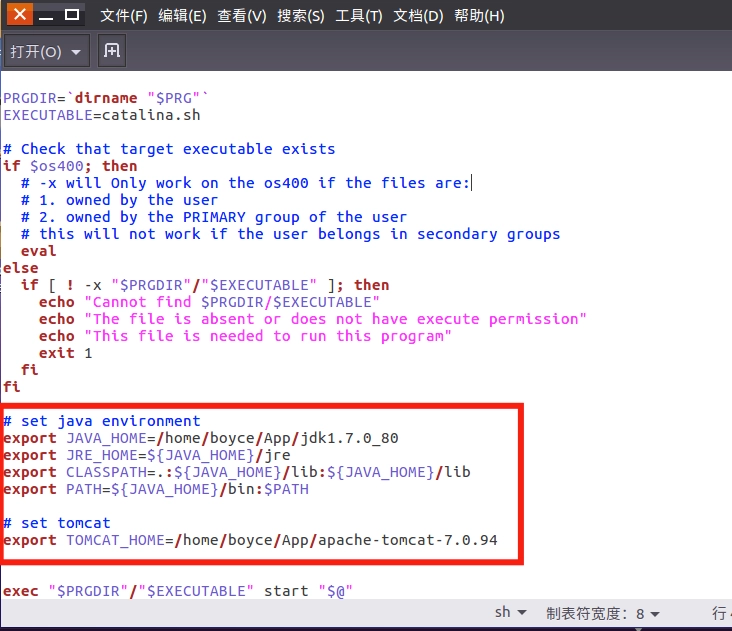 文件(F) 编辑(E) 查看(V) 搜索(S) 工具(T) 文档(D) 帮助(H)
打开(O)
PRGDIR=`dirname "$PRG"`
EXECUTABLE=catalina.sh
# Check that target executable exists
if $os400; then
  # -x will Only work on the os400 if the files are:
  # 1. owned by the user
  # 2. owned by the PRIMARY group of the user
  # this will not work if the user belongs in secondary groups
  eval
else
  if [ ! -x "$PRGDIR"/"$EXECUTABLE" ]; then
    echo "Cannot find $PRGDIR/$EXECUTABLE"
    echo "The file is absent or does not have execute permission"
    echo "This file is needed to run this program"
    exit 1
  fi
fi
# set java environment
export JAVA_HOME=/home/boyce/App/jdk1.7.0_80
export JRE_HOME=${JAVA_HOME}/jre
export CLASSPATH=.:${JAVA_HOME}/lib:${JAVA_HOME}/lib
export PATH=${JAVA_HOME}/bin:$PATH
# set tomcat
export TOMCAT_HOME=/home/boyce/App/apache-tomcat-7.0.94
exec "$PRGDIR"/"$EXECUTABLE" start "$@"
sh 制表符宽度: 8 行